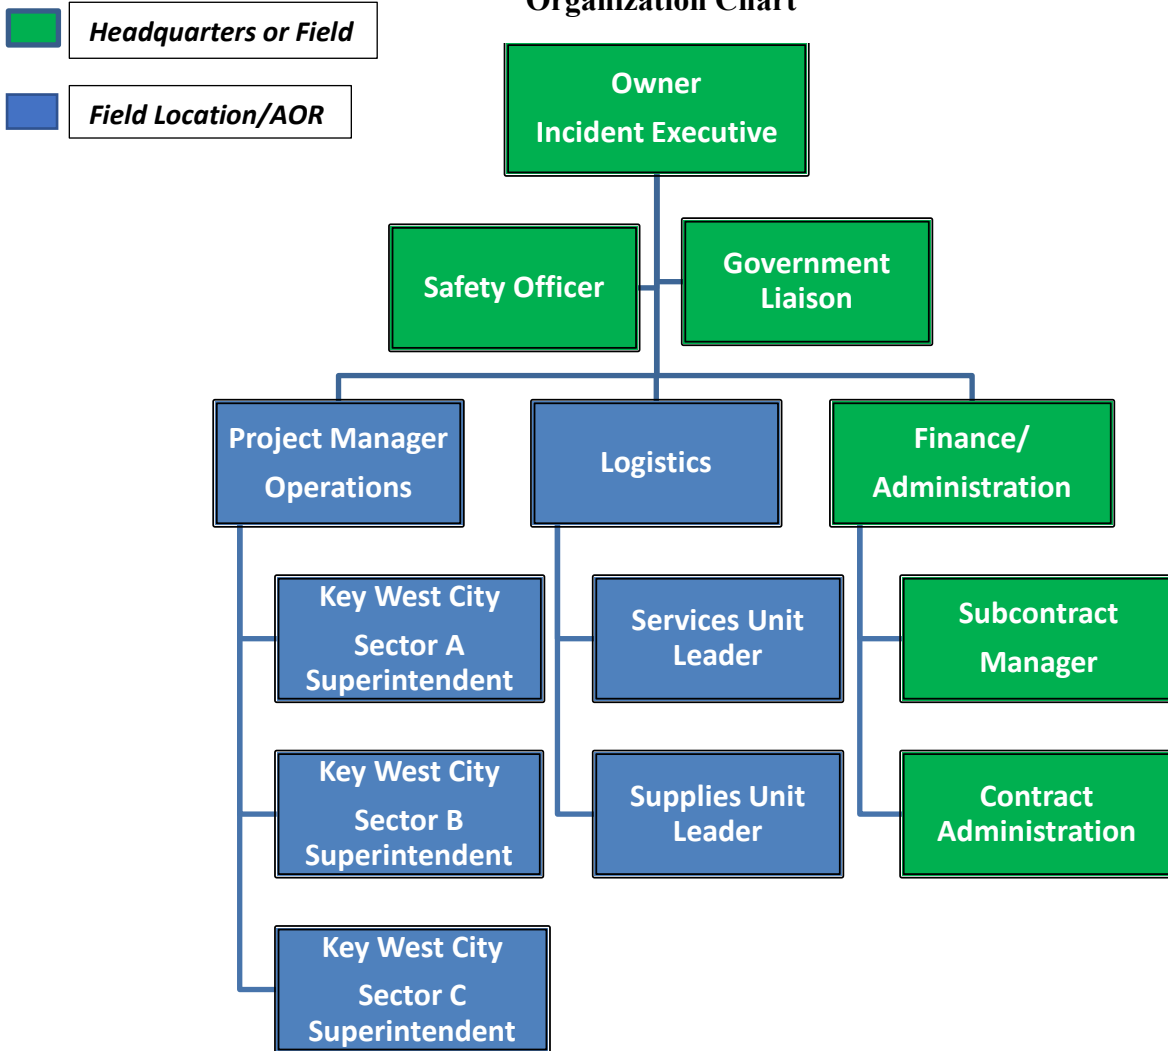 Organization Chart
Headquarters or Field
Field Location/AOR
Owner
Incident Executive
Safety Officer
Government
Liaison
Project Manager
Operations
Logistics
Finance/
Administration
Key West City
Sector A
Superintendent
Services Unit
Leader
Subcontract
Manager
Key West City
Sector B
Superintendent
Supplies Unit
Leader
Contract
Administration
Key West City
Sector C
Superintendent